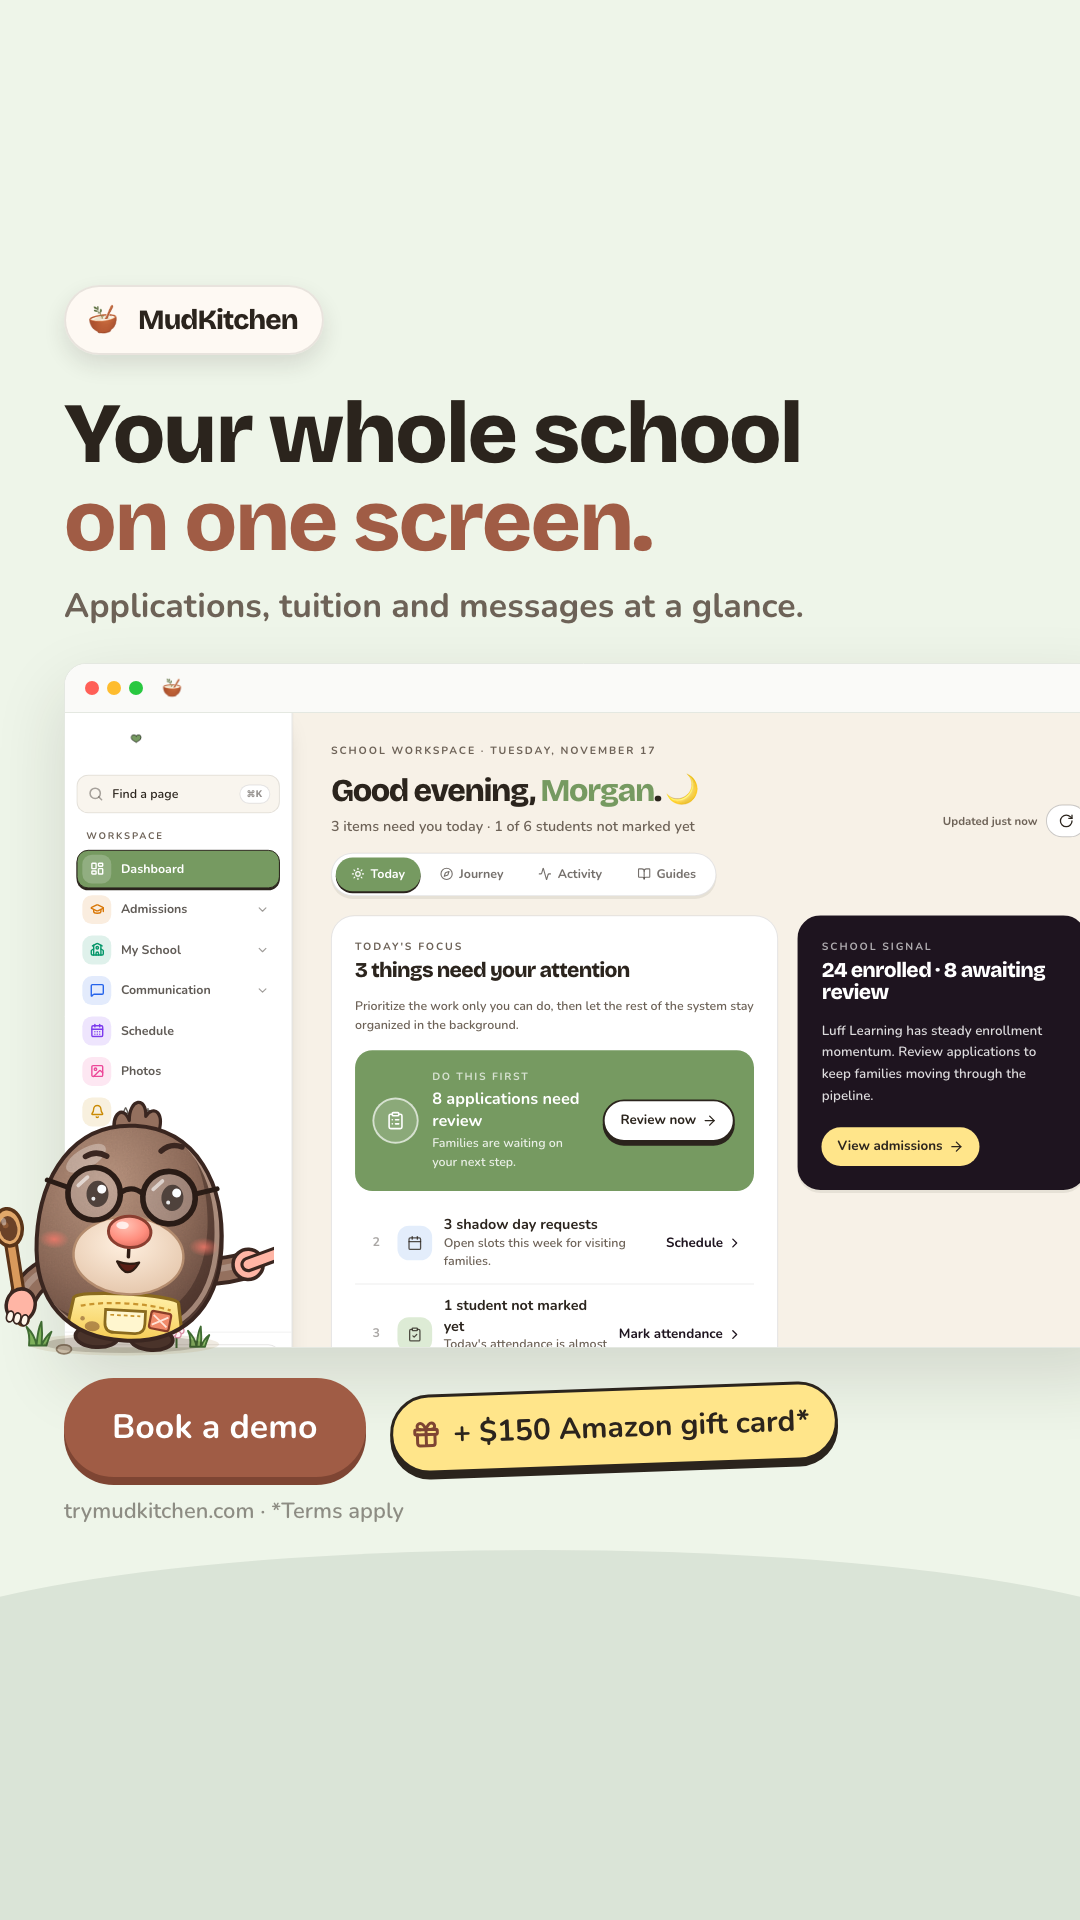 MudKitchen
Your whole school
on one screen.
Applications, tuition and messages at a glance.
SCHOOL WORKSPACE · TUESDAY, NOVEMBER 17
Good evening, Morgan. 🌙
3 items need you today · 1 of 6 students not marked yet
Updated just now
Find a page
⌘K
WORKSPACE
Dashboard
Admissions
My School
Communication
Schedule
Photos
Today
Journey
Activity
Guides
TODAY'S FOCUS
3 things need your attention
Prioritize the work only you can do, then let the rest of the system stay
organized in the background.
DO THIS FIRST
8 applications need
review
Families are waiting on
your next step.
Review now
2
3 shadow day requests
Open slots this week for visiting
families.
Schedule
3
1 student not marked
yet
Today's attendance is almost
Mark attendance
SCHOOL SIGNAL
24 enrolled · 8 awaiting
review
Luff Learning has steady enrollment
momentum. Review applications to
keep families moving through the
pipeline.
View admissions
Book a demo
+ $150 Amazon gift card*
trymudkitchen.com · *Terms apply